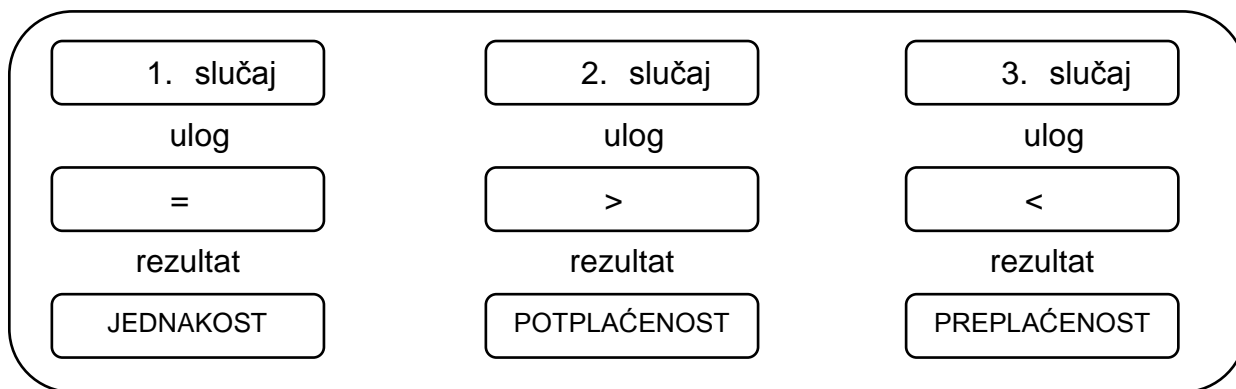 1. slučaj
ulog
=
rezultat
JEDNAKOST
2. slučaj
ulog
>
rezultat
POTPLAĆENOST
3. slučaj
ulog
<
rezultat
PREPLAĆENOST